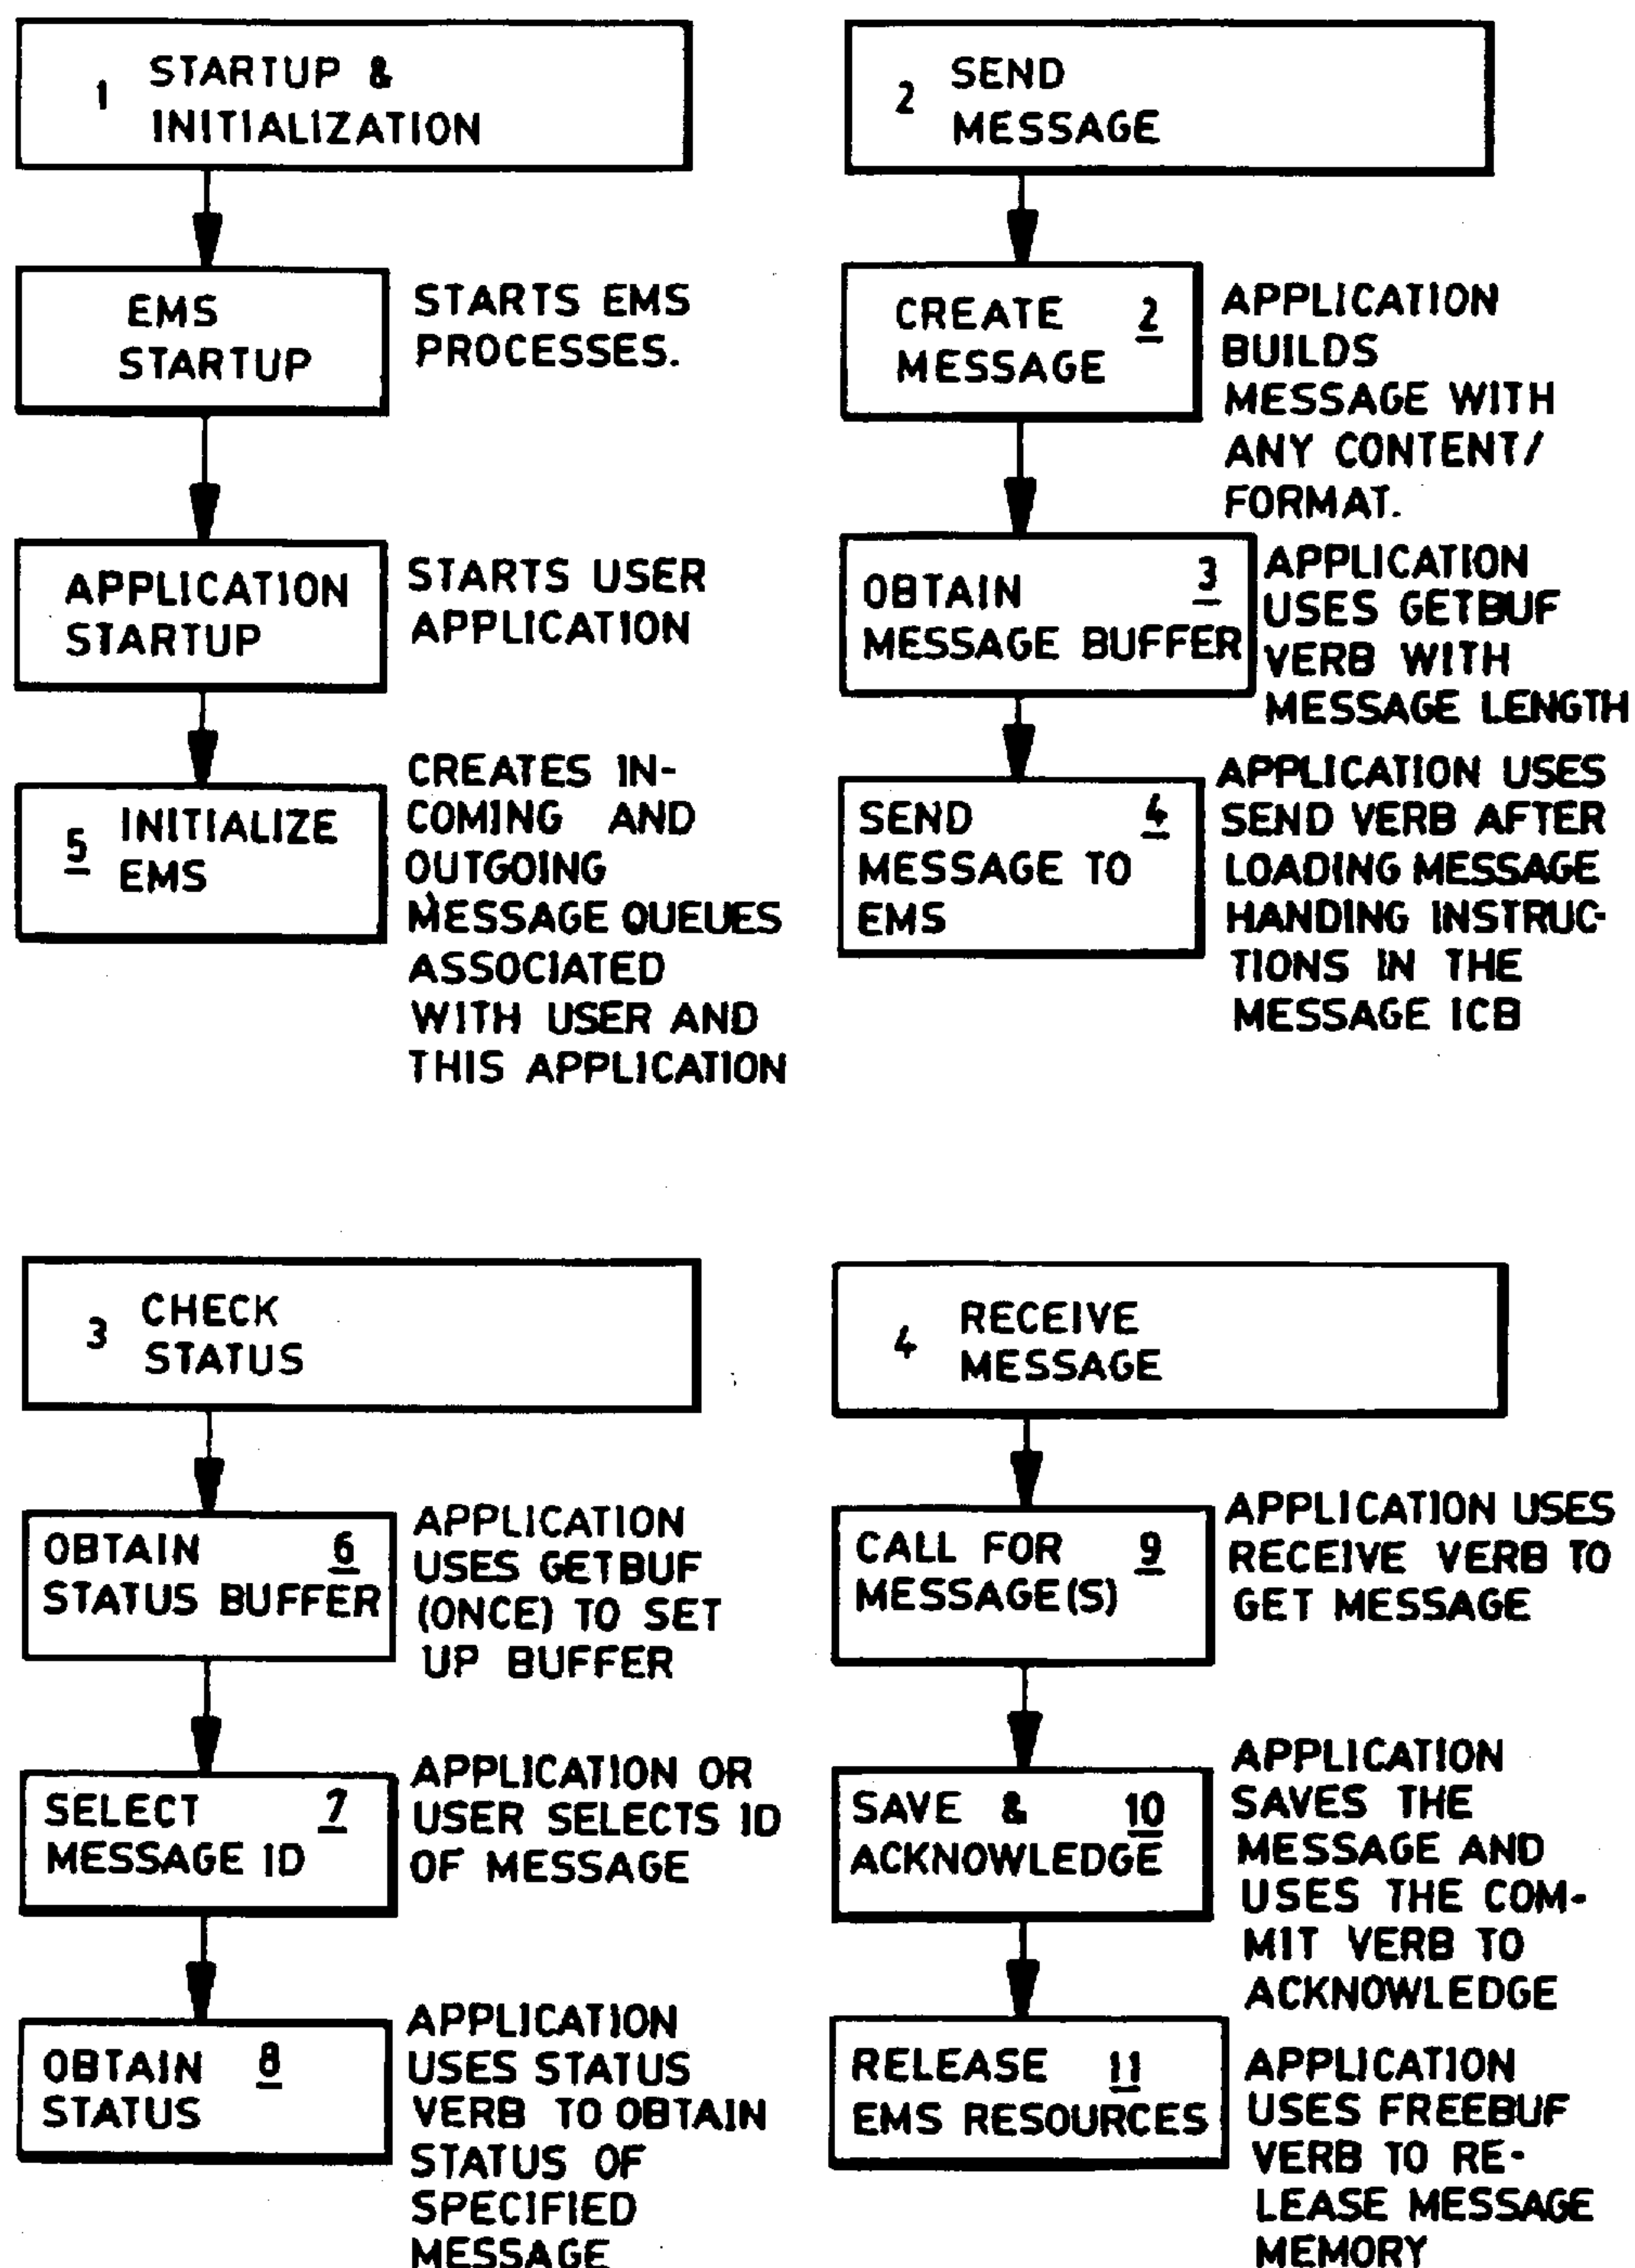 1 STARTUP &
INITIALIZATION
EMS
STARTUP
STARTS EMS
PROCESSES.
APPLICATION
STARTUP
STARTS USER
APPLICATION
5 INITIALIZE
EMS
CREATES IN-
COMING AND
OUTGOING
MESSAGE QUEUES
ASSOCIATED
WITH USER AND
THIS APPLICATION
2 SEND
MESSAGE
CREATE 2
MESSAGE
APPLICATION
BUILDS
MESSAGE WITH
ANY CONTENT/
FORMAT.
OBTAIN 3
MESSAGE BUFFER
APPLICATION
USES GETBUF
VERB WITH
MESSAGE LENGTH
SEND 4
MESSAGE TO
EMS
APPLICATION USES
SEND VERB AFTER
LOADING MESSAGE
HANDING INSTRUC-
TIONS IN THE
MESSAGE ICB
3 CHECK
STATUS
OBTAIN 6
STATUS BUFFER
APPLICATION
USES GETBUF
(ONCE) TO SET
UP BUFFER
SELECT 7
MESSAGE ID
APPLICATION OR
USER SELECTS ID
OF MESSAGE
OBTAIN 8
STATUS
APPLICATION
USES STATUS
VERB TO OBTAIN
STATUS OF
SPECIFIED
MESSAGE
4 RECEIVE
MESSAGE
CALL FOR 9
MESSAGE(S)
APPLICATION USES
RECEIVE VERB TO
GET MESSAGE
SAVE & 10
ACKNOWLEDGE
APPLICATION
SAVES THE
MESSAGE AND
USES THE COM-
MIT VERB TO
ACKNOWLEDGE
RELEASE 11
EMS RESOURCES
APPLICATION
USES FREEBUF
VERB TO RE-
LEASE MESSAGE
MEMORY